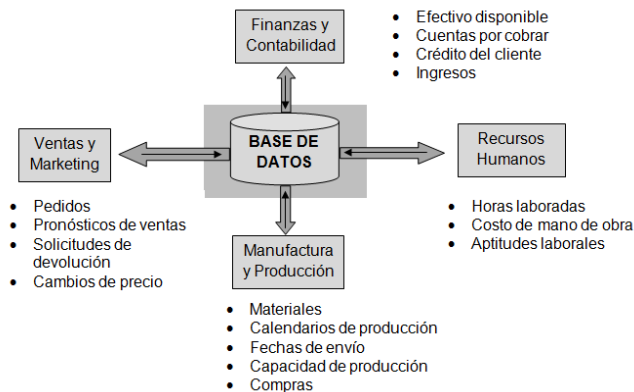 Finanzas y
Contabilidad
• Efectivo disponible
• Cuentas por cobrar
• Crédito del cliente
• Ingresos
Ventas y
Marketing
BASE DE
DATOS
Recursos
Humanos
• Pedidos
• Pronósticos de ventas
• Solicitudes de
devolución
• Cambios de precio
• Horas laboradas
• Costo de mano de obra
• Aptitudes laborales
Manufactura
y Producción
• Materiales
• Calendarios de producción
• Fechas de envío
• Capacidad de producción
• Compras